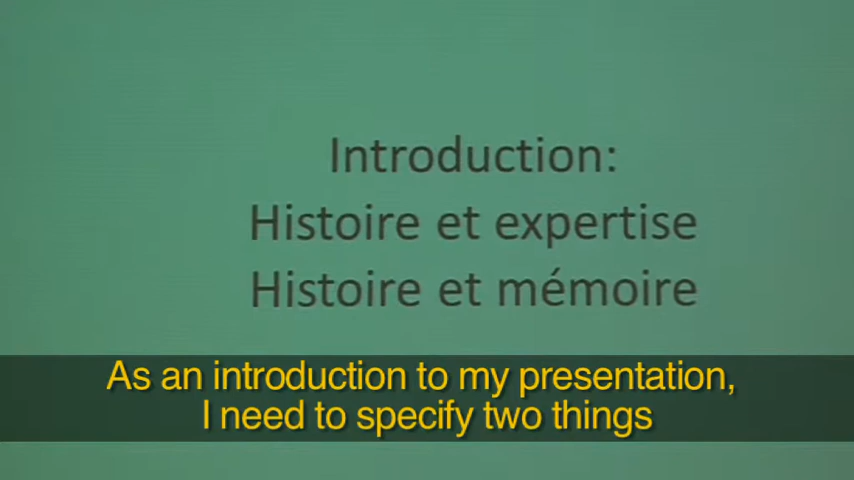 Introduction:
Histoire et expertise
Histoire et mémoire
As an introduction to my presentation,
I need to specify two things